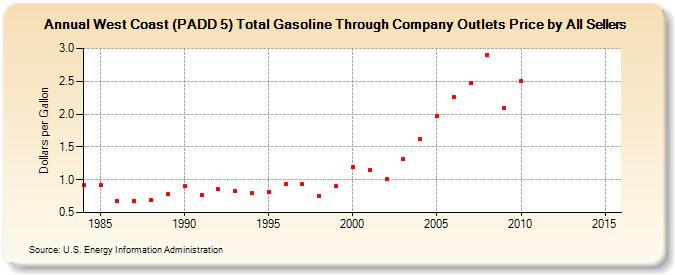 Annual West Coast (PADD 5) Total Gasoline Through Company Outlets Price by All Sellers
Dollars per Gallon
3.0
2.5
2.0
1.5
1.0
0.5
1985 1990 1995 2000 2005 2010 2015
Source: U.S. Energy Information Administration